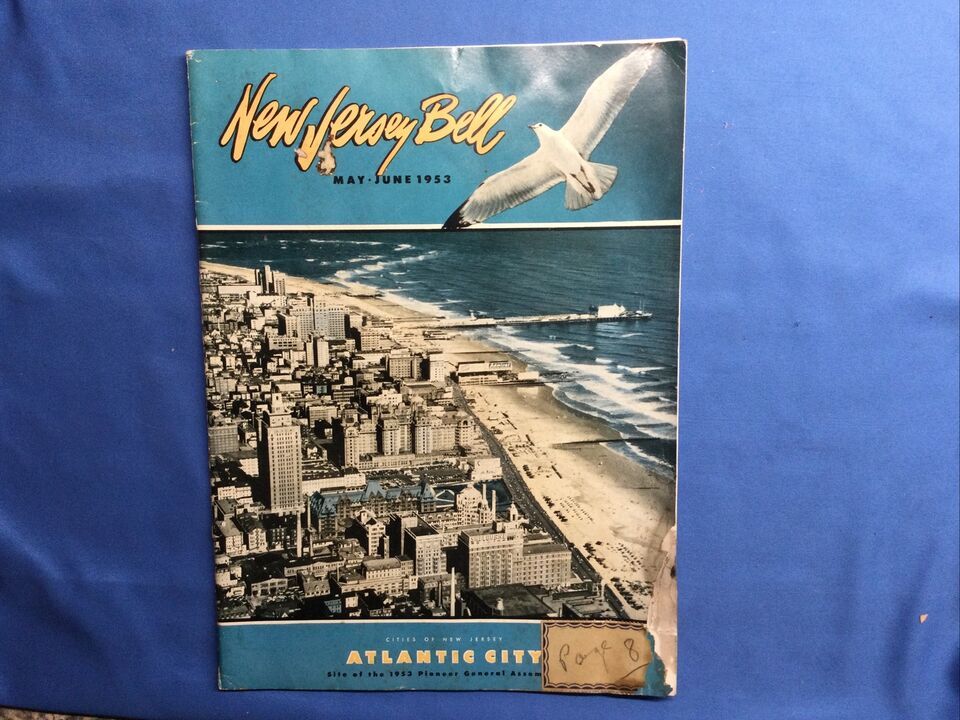 New Jersey Bell
MAY-JUNE 1953
CITIES OF NEW JERSEY
ATLANTIC CITY
Site of the 1953 Pioneer General Assem
Page 8